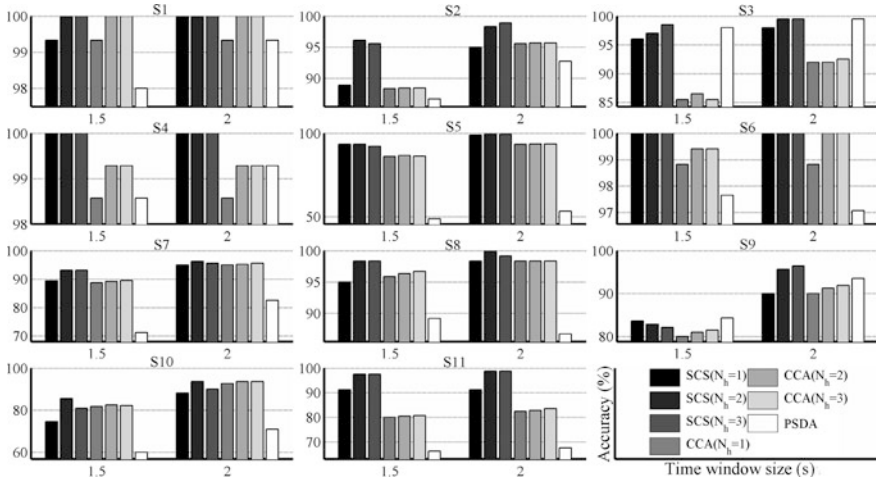 S1
S2
S3
100
98
1.5
2
100
95
90
1.5
2
100
95
90
85
1.5
2
S4
S5
S6
100
99
98
1.5
2
100
50
1.5
2
100
99
98
97
1.5
2
S7
S8
S9
100
90
80
70
1.5
2
100
95
90
1.5
2
100
90
80
1.5
2
S10
S11
100
80
60
1.5
2
100
90
80
70
1.5
2
Accuracy (%)
SCS(Nh=1)
SCS(Nh=2)
SCS(Nh=3)
CCA(Nh=1)
CCA(Nh=2)
CCA(Nh=3)
PSDA
Time window size (s)